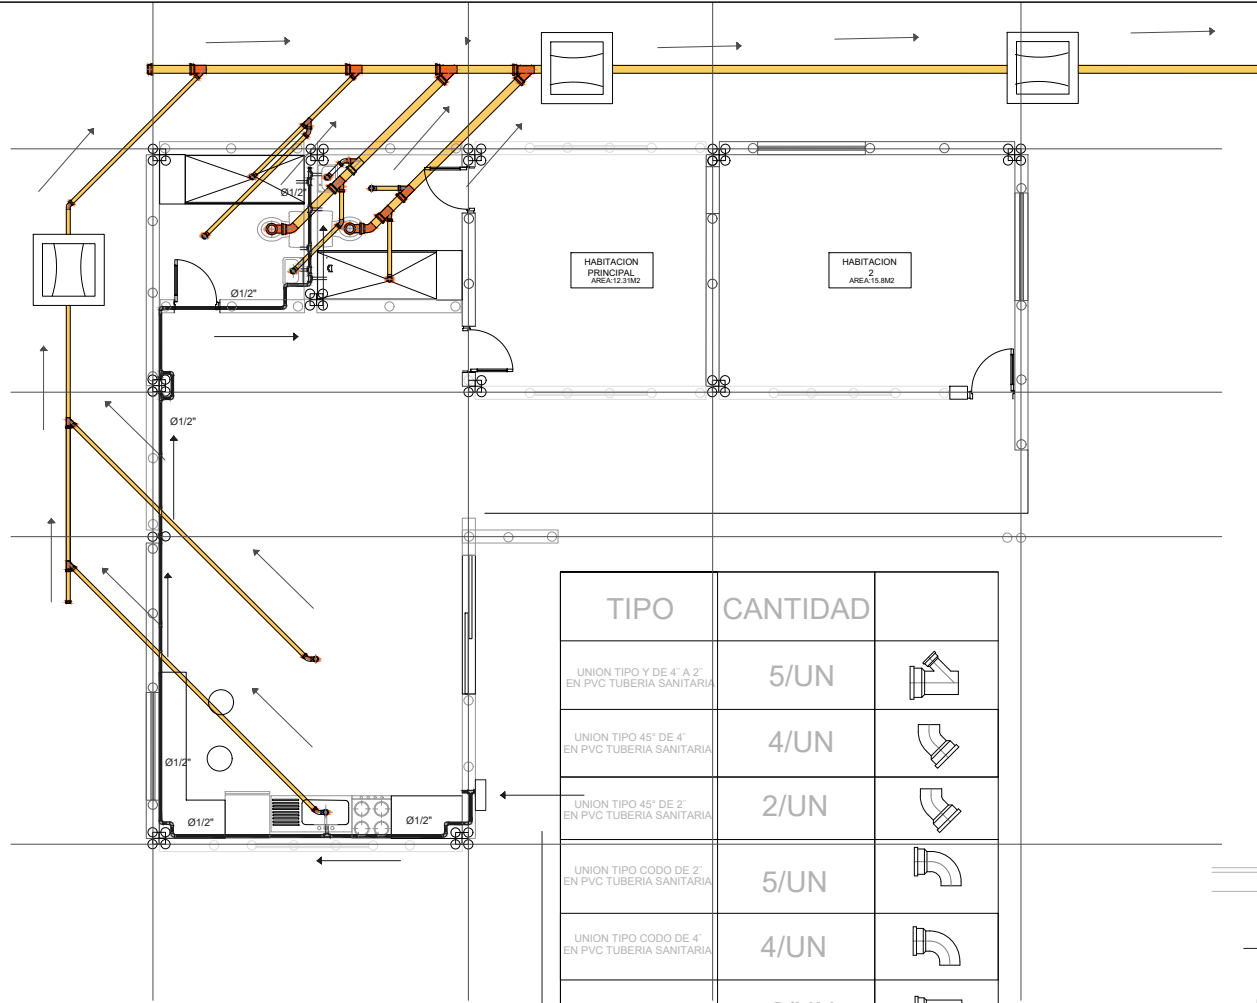 Ø1/2"
HABITACION
PRINCIPAL
AREA:12.31M2
HABITACION
2
AREA:15.8M2
Ø1/2"
Ø1/2"
TIPO
CANTIDAD
UNION TIPO Y DE 4¨ A 2¨
EN PVC TUBERIA SANITARIA
5/UN
UNION TIPO 45° DE 4¨
EN PVC TUBERIA SANITARIA
4/UN
Ø1/2"
UNION TIPO 45° DE 2¨
EN PVC TUBERIA SANITARIA
2/UN
Ø1/2"
Ø1/2"
UNION TIPO CODO DE 2¨
EN PVC TUBERIA SANITARIA
5/UN
UNION TIPO CODO DE 4¨
EN PVC TUBERIA SANITARIA
4/UN